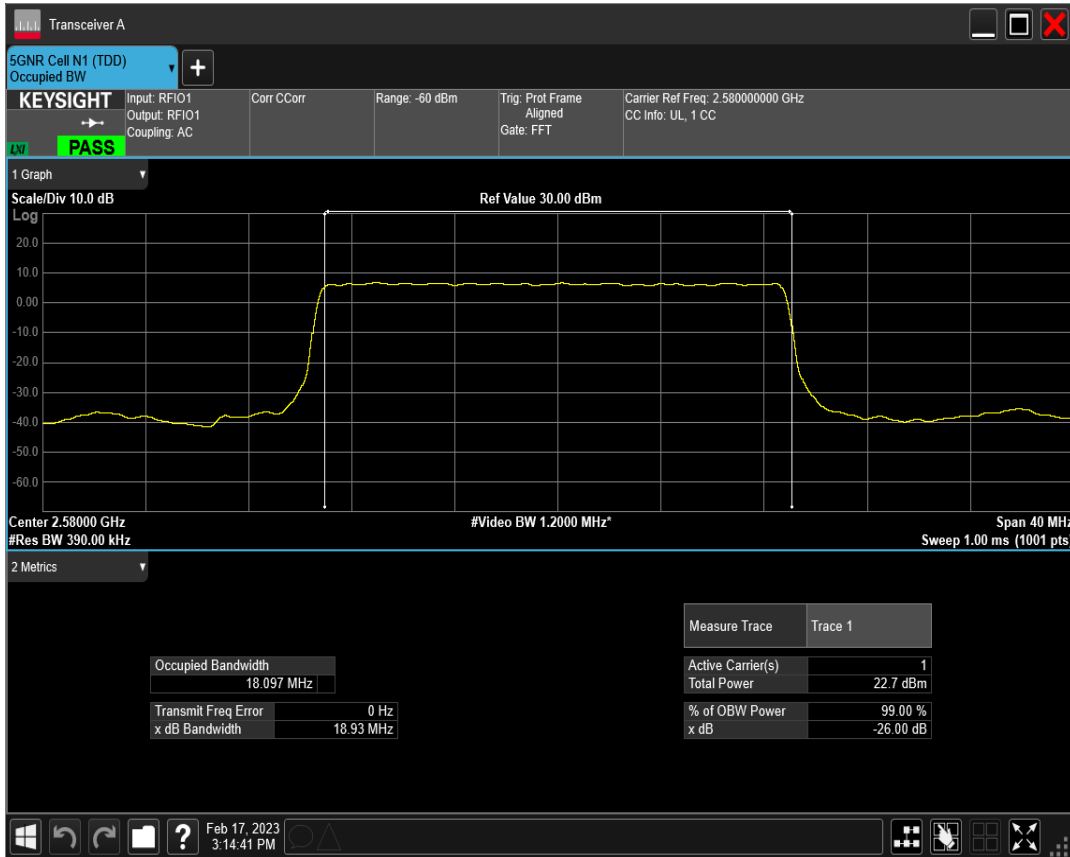 Transceiver A
5GNR Cell N1 (TDD)
Occupied BW
+
KEYSIGHT
LXI
PASS
Input: RFIO1
Output: RFIO1
Coupling: AC
Corr CCorr
Range: -60 dBm
Trig: Prot Frame
Aligned
Gate: FFT
Carrier Ref Freq: 2.580000000 GHz
CC Info: UL, 1 CC
1 Graph
Scale/Div 10.0 dB
Ref Value 30.00 dBm
Log
20.0
10.0
0.00
-10.0
-20.0
-30.0
-40.0
-50.0
-60.0
Center 2.58000 GHz
#Video BW 1.2000 MHz*
Span 40 MHz
#Res BW 390.00 kHz
Sweep 1.00 ms (1001 pts)
2 Metrics
Measure Trace Trace 1
Occupied Bandwidth
18.097 MHz
Active Carrier(s) 1
Total Power 22.7 dBm
Transmit Freq Error 0 Hz
x dB Bandwidth 18.93 MHz
% of OBW Power 99.00 %
x dB -26.00 dB
?
Feb 17, 2023
3:14:41 PM